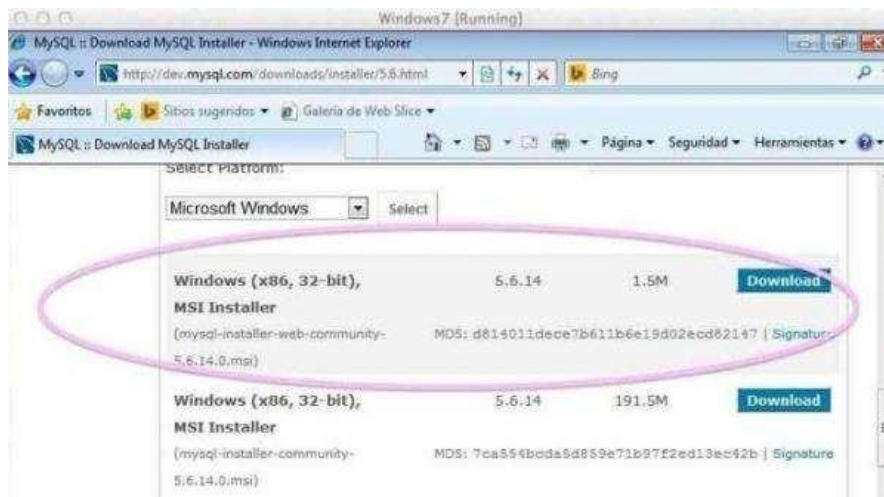 Windows7 [Running]
MySQL :: Download MySQL Installer - Windows Internet Explorer
http://dev.mysql.com/downloads/installer/5.6.html
Bing
Favoritos Sitios sugeridos Galería de Web Slice
MySQL :: Download MySQL Installer Página Seguridad Herramientas
Select Platform:
Microsoft Windows Select
Windows (x86, 32-bit), 5.6.14 1.5M Download
MSI Installer
(mysql-installer-web-community- MD5: d814011dece7b611b6e19d02ecd82147 | Signature
5.6.14.0.msi)
Windows (x86, 32-bit), 5.6.14 191.5M Download
MSI Installer
(mysql-installer-community- MD5: 7ca554bcda5d859e71b97f2ed13ec42b | Signature
5.6.14.0.msi)